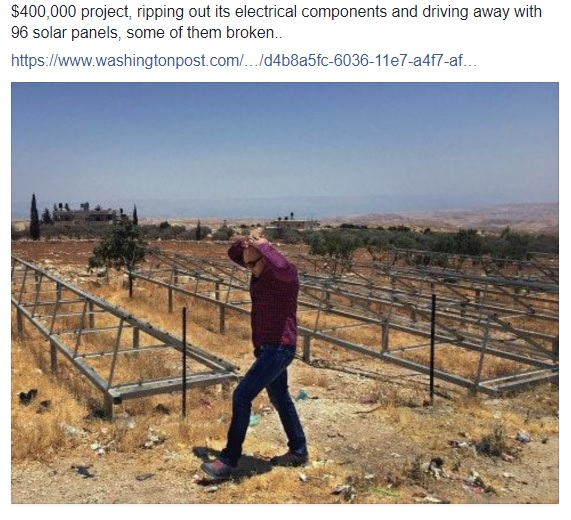 $400,000 project, ripping out its electrical components and driving away with
96 solar panels, some of them broken..
https://www.washingtonpost.com/.../d4b8a5fc-6036-11e7-a4f7-af...